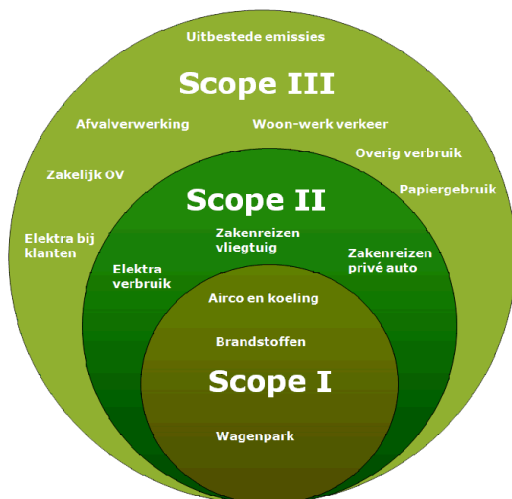 Uitbestede emissies
Scope III
Afvalverwerking
Woon-werk verkeer
Overig verbruik
Zakelijk OV
Papiergebruik
Scope II
Elektra bij
klanten
Zakenreizen
vliegtuig
Zakenreizen
privé auto
Elektra
verbruik
Airco en koeling
Brandstoffen
Scope I
Wagenpark